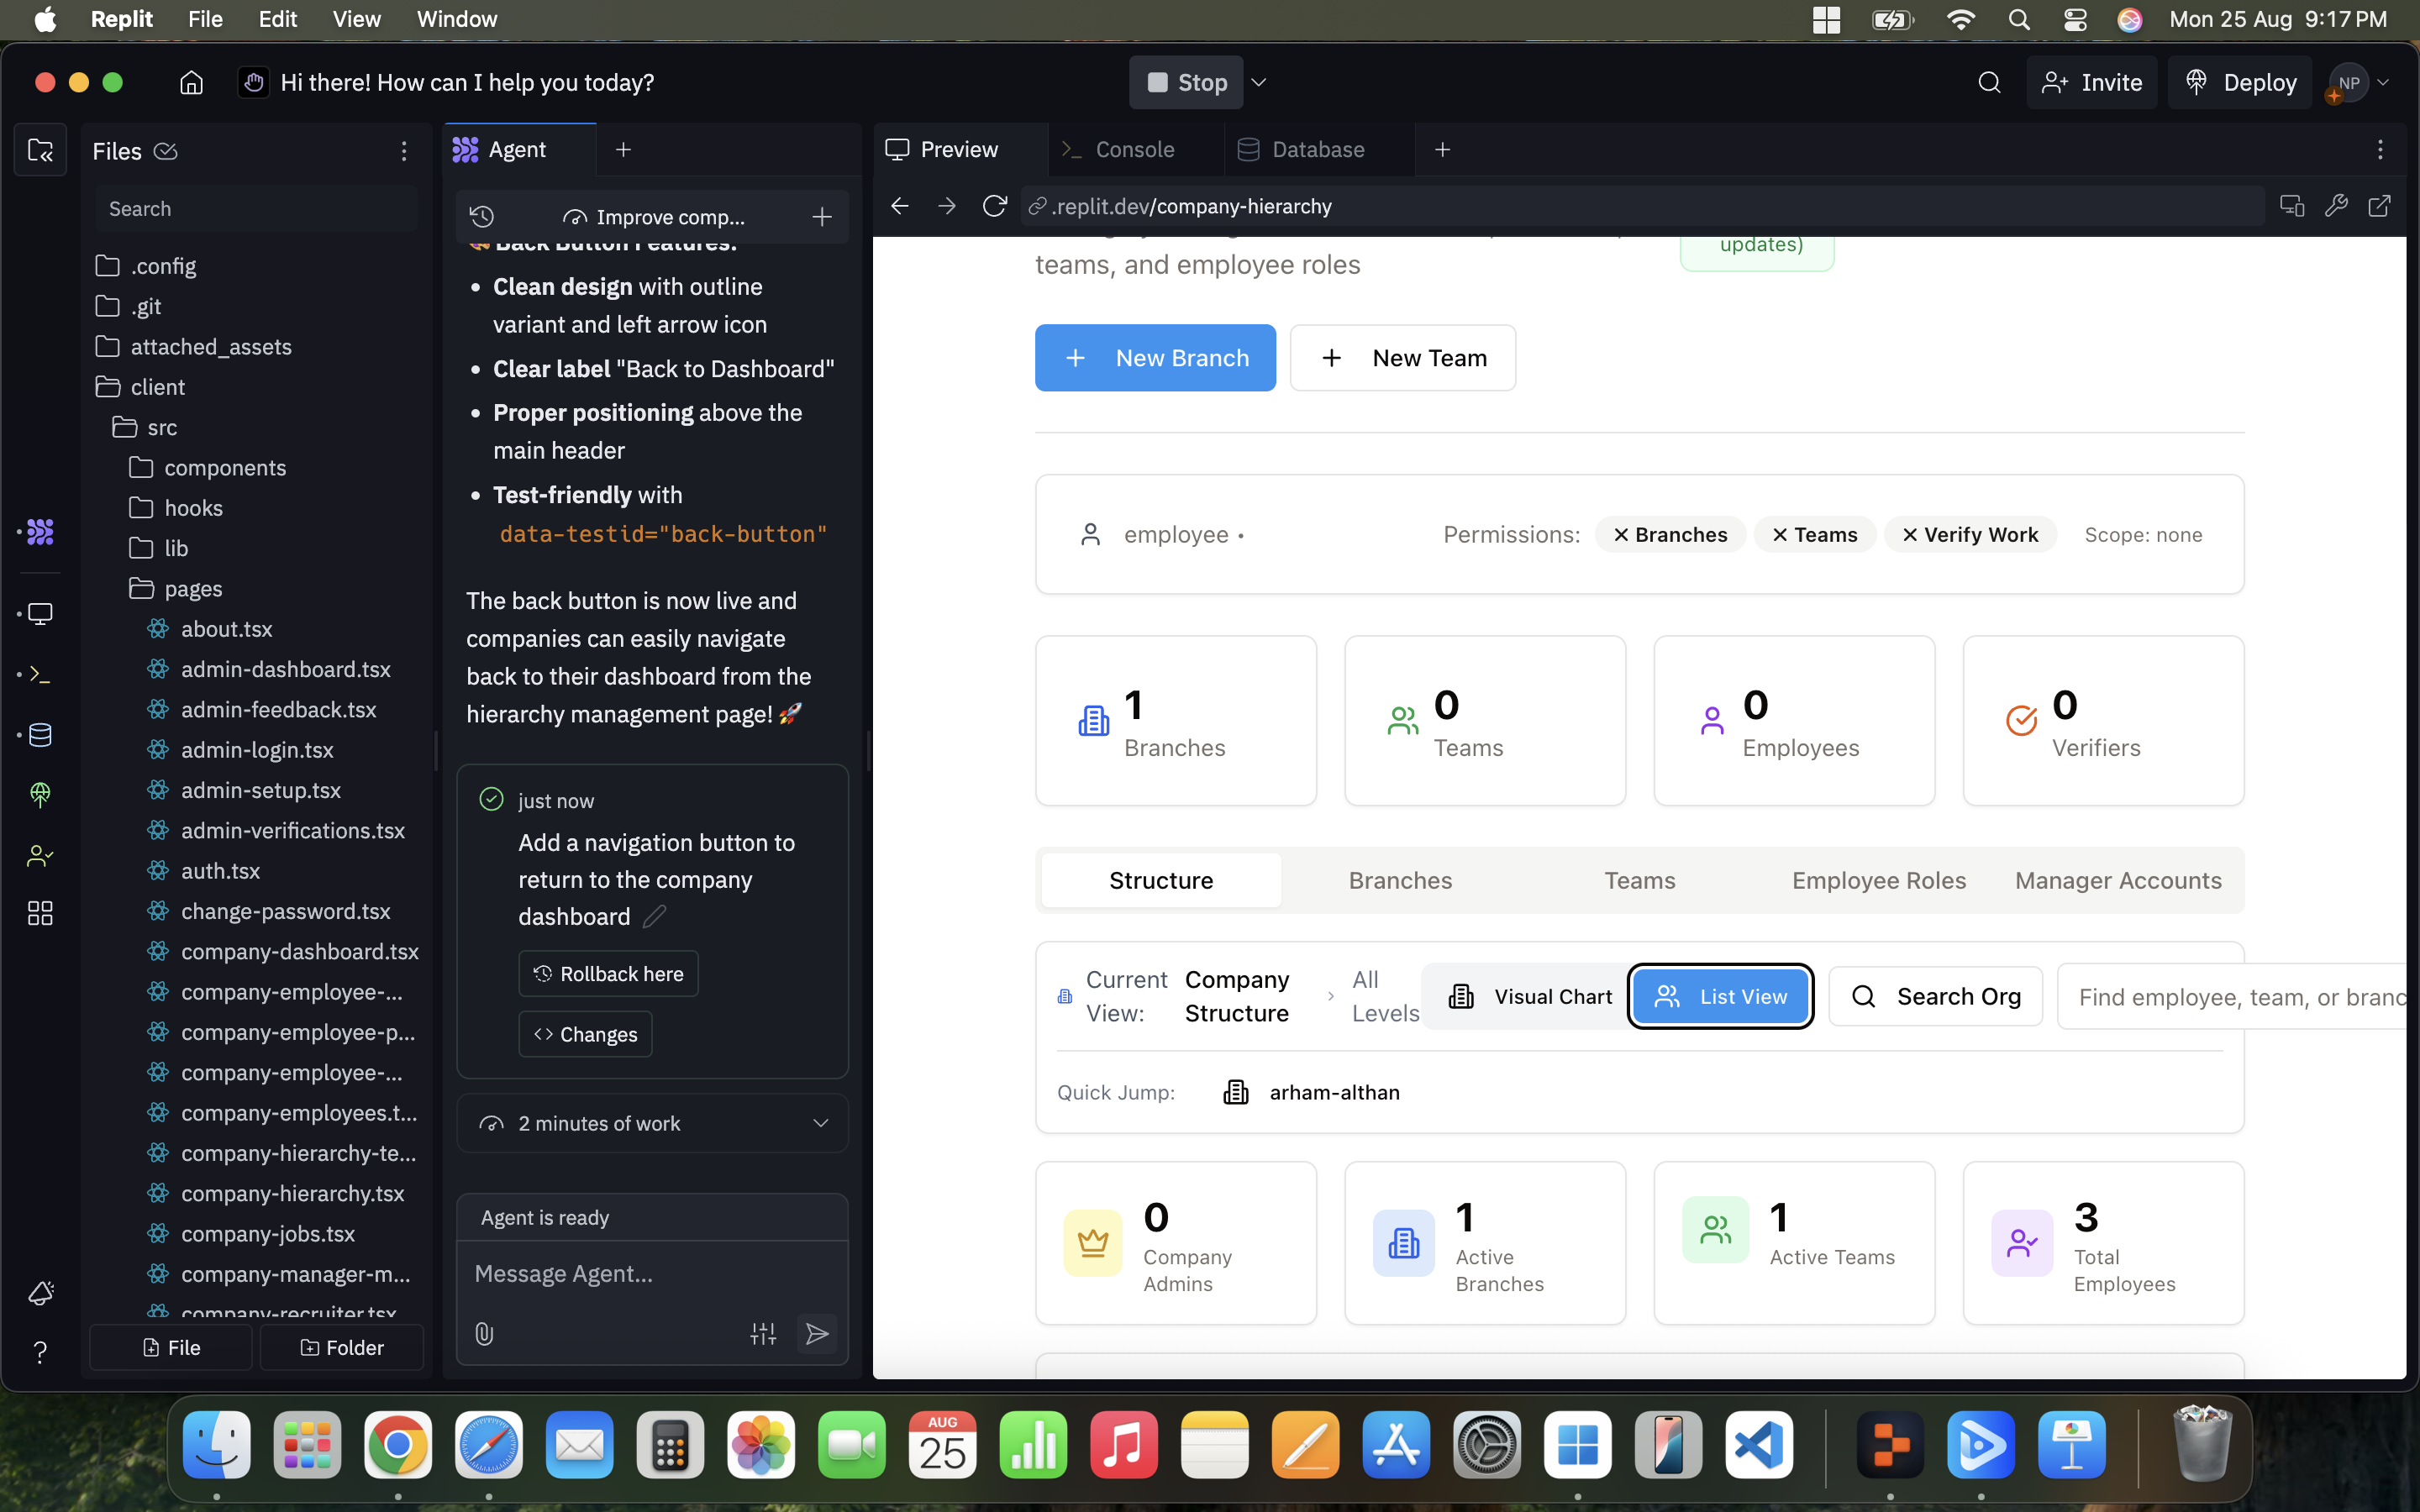 Replit File Edit View Window Mon 25 Aug 9:17 PM
Hi there! How can I help you today?
Stop
Invite
Deploy
NP
Files
Search
.config
.git
attached_assets
client
src
components
hooks
lib
pages
about.tsx
admin-dashboard.tsx
admin-feedback.tsx
admin-login.tsx
admin-setup.tsx
admin-verifications.tsx
auth.tsx
change-password.tsx
company-dashboard.tsx
company-employee-...
company-employee-p...
company-employee-...
company-employees.t...
company-hierarchy-te...
company-hierarchy.tsx
company-jobs.tsx
company-manager-m...
company-recruiter.tsx
File
Folder
Agent
Improve comp...
Back Button Features:
• Clean design with outline
variant and left arrow icon
• Clear label "Back to Dashboard"
• Proper positioning above the
main header
• Test-friendly with
data-testid="back-button"
The back button is now live and
companies can easily navigate
back to their dashboard from the
hierarchy management page! 🚀
just now
Add a navigation button to
return to the company
dashboard
Rollback here
Changes
2 minutes of work
Agent is ready
Message Agent...
Preview
Console
Database
.replit.dev/company-hierarchy
updates)
teams, and employee roles
New Branch
New Team
employee •
Permissions:
Branches
Teams
Verify Work
Scope: none
1
Branches
0
Teams
0
Employees
0
Verifiers
Structure
Branches
Teams
Employee Roles
Manager Accounts
Current
View:
Company
Structure
All
Levels
Visual Chart
List View
Search Org
Find employee, team, or branc
Quick Jump:
arham-althan
0
Company
Admins
1
Active
Branches
1
Active Teams
3
Total
Employees
AUG
25